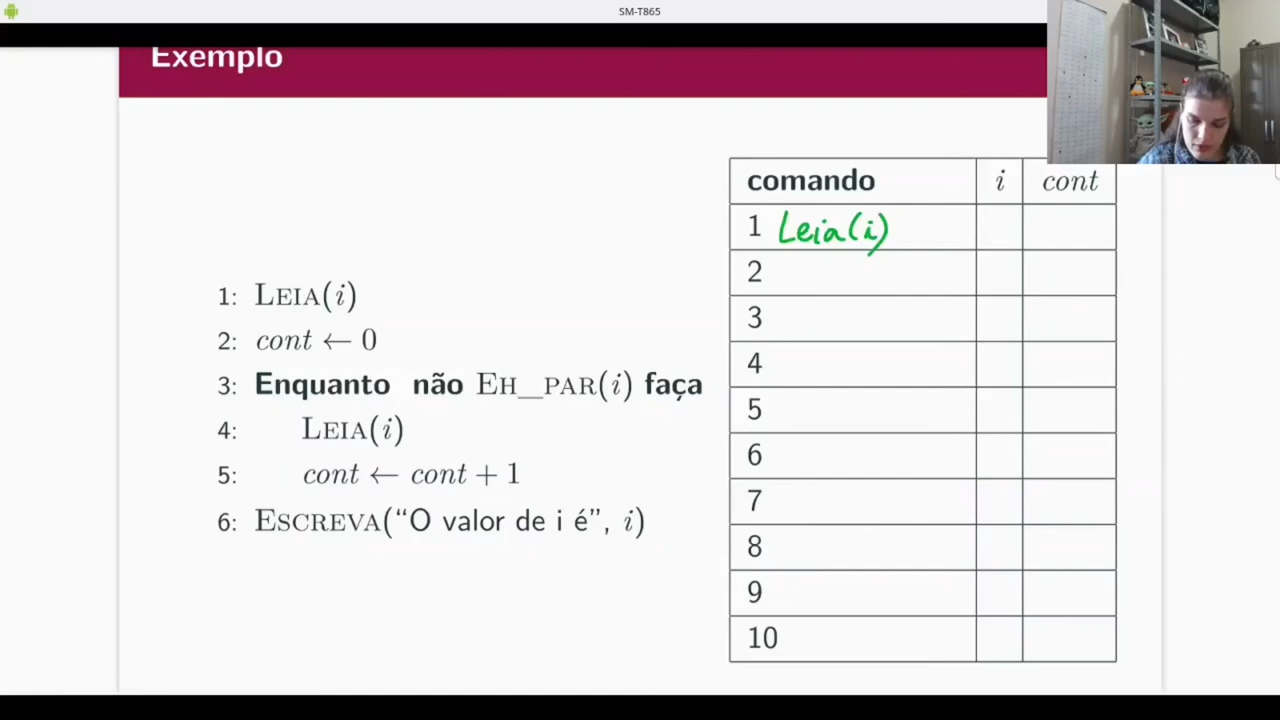 SM-T865
Exemplo
1: LEIA(i)
2: cont ← 0
3: Enquanto não EH_PAR(i) faça
4: LEIA(i)
5: cont ← cont + 1
6: ESCREVA(“O valor de i é”, i)
comando i cont
1 Leia(i)
2
3
4
5
6
7
8
9
10